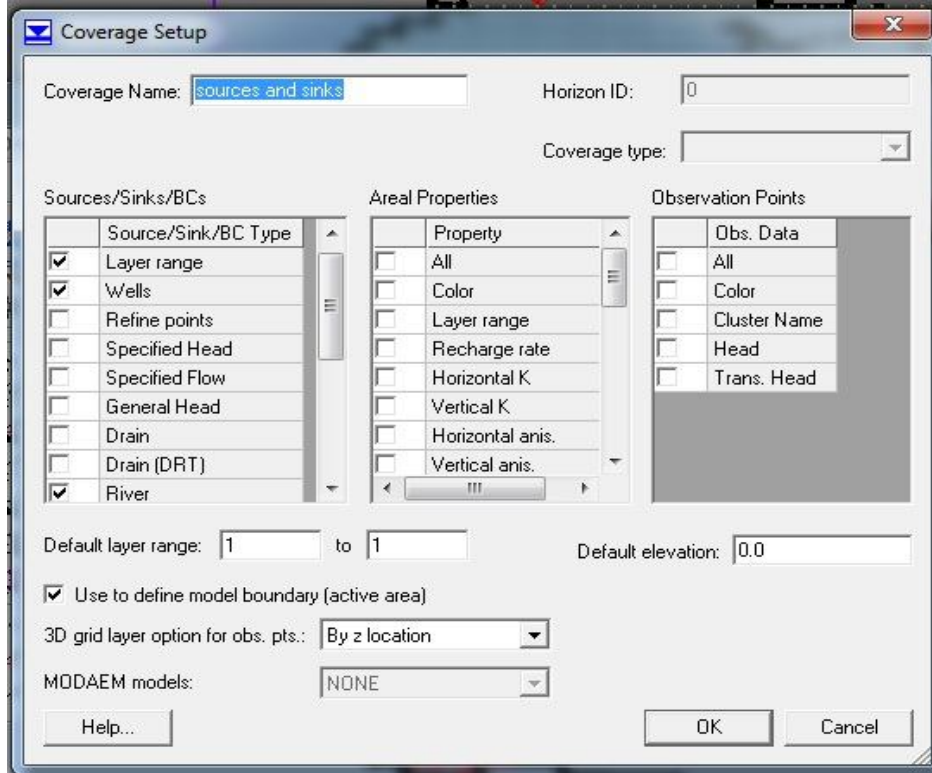 Coverage Setup
Coverage Name: sources and sinks Horizon ID: 0
Coverage type:
Sources/Sinks/BCs Areal Properties Observation Points
Source/Sink/BC Type Property Obs. Data
Layer range All All
Wells Color Color
Refine points Layer range Cluster Name
Specified Head Recharge rate Head
Specified Flow Horizontal K Trans. Head
General Head Vertical K
Drain Horizontal anis.
Drain (DRT) Vertical anis.
River
Default layer range: 1 to 1 Default elevation: 0.0
Use to define model boundary (active area)
3D grid layer option for obs. pts.: By z location
MODAEM models: NONE
Help... OK Cancel